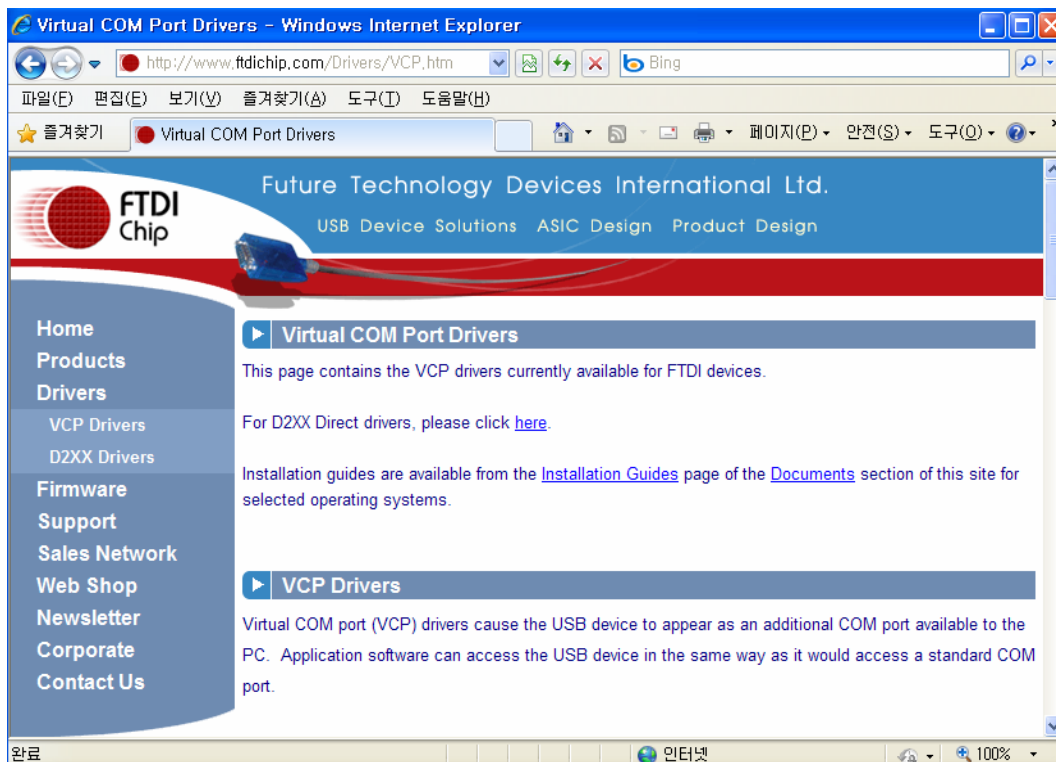 Virtual COM Port Drivers - Windows Internet Explorer
http://www.ftdichip.com/Drivers/VCP.htm
Bing
파일(F) 편집(E) 보기(V) 즐겨찾기(A) 도구(T) 도움말(H)
즐겨찾기 Virtual COM Port Drivers 페이지(P) 안전(S) 도구(O)
FTDI
Chip
Future Technology Devices International Ltd.
USB Device Solutions ASIC Design Product Design
Home
Products
Drivers
VCP Drivers
D2XX Drivers
Firmware
Support
Sales Network
Web Shop
Newsletter
Corporate
Contact Us
Virtual COM Port Drivers
This page contains the VCP drivers currently available for FTDI devices.
For D2XX Direct drivers, please click here.
Installation guides are available from the Installation Guides page of the Documents section of this site for
selected operating systems.
VCP Drivers
Virtual COM port (VCP) drivers cause the USB device to appear as an additional COM port available to the
PC. Application software can access the USB device in the same way as it would access a standard COM
port.
완료 인터넷 100%